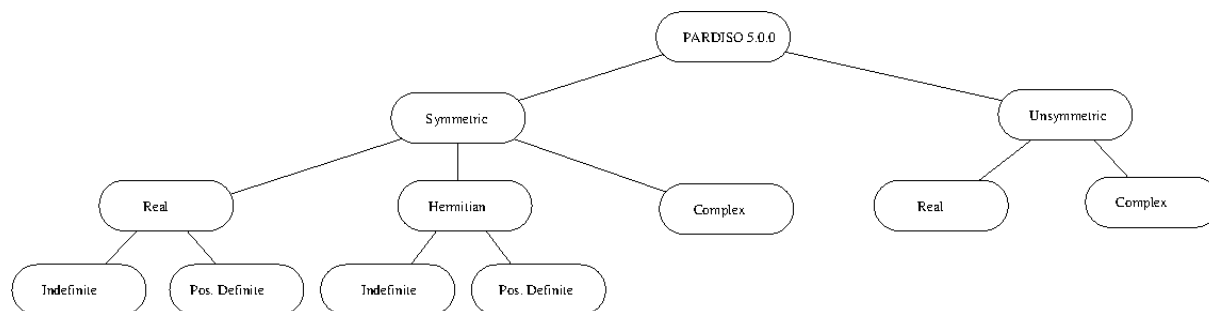 PARDISO 5.0.0
Symmetric
Unsymmetric
Real
Hermitian
Complex
Real
Complex
Indefinite
Pos. Definite
Indefinite
Pos. Definite